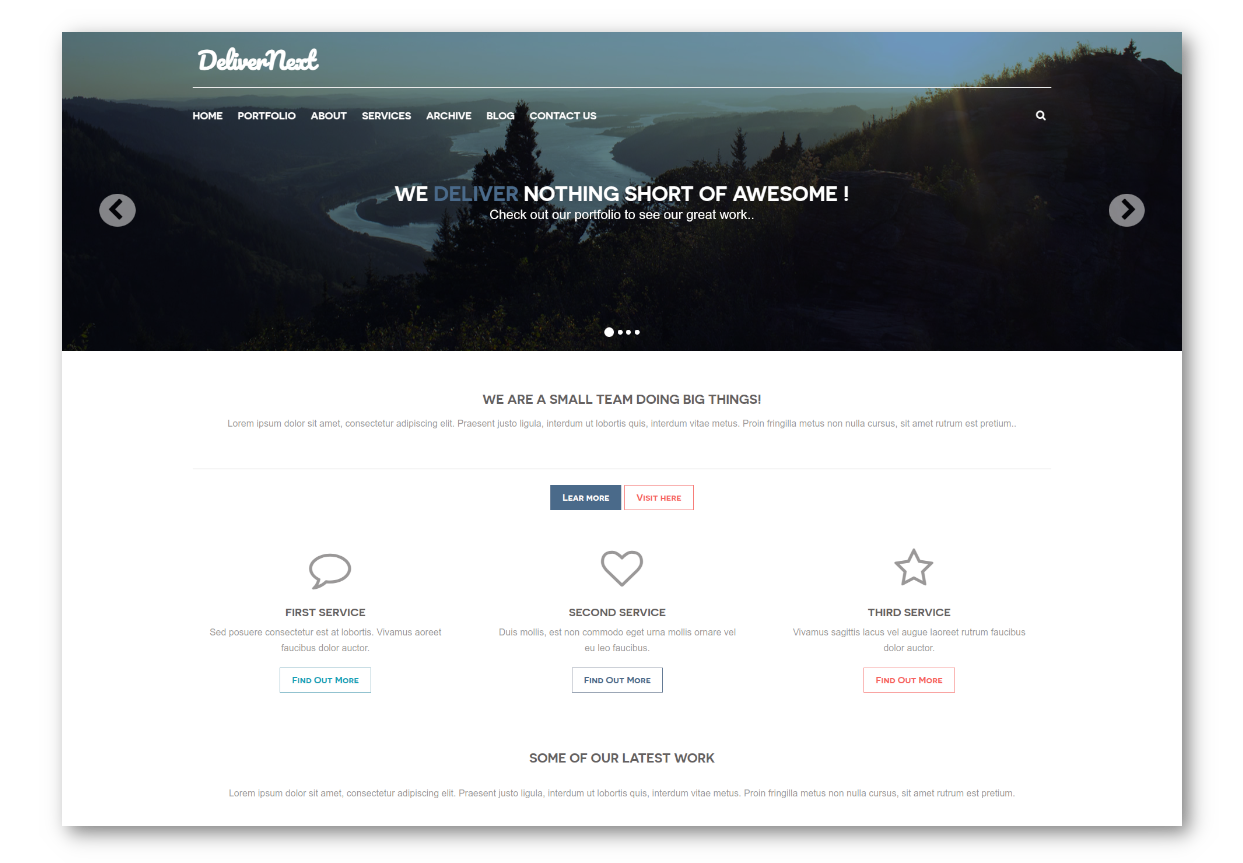 DeliverNext
HOME PORTFOLIO ABOUT SERVICES ARCHIVE BLOG CONTACT US
WE DELIVER NOTHING SHORT OF AWESOME !
Check out our portfolio to see our great work..
WE ARE A SMALL TEAM DOING BIG THINGS!
Lorem ipsum dolor sit amet, consectetur adipiscing elit. Praesent justo ligula, interdum ut lobortis quis, interdum vitae metus. Proin fringilla metus non nulla cursus, sit amet rutrum est pretium..
Lear more Visit here
FIRST SERVICE SECOND SERVICE THIRD SERVICE
Sed posuere consectetur est at lobortis. Vivamus aoreet Duis mollis, est non commodo eget urna mollis ornare vel Vivamus sagittis lacus vel augue laoreet rutrum faucibus
faucibus dolor auctor. eu leo faucibus. dolor auctor.
Find Out More Find Out More Find Out More
SOME OF OUR LATEST WORK
Lorem ipsum dolor sit amet, consectetur adipiscing elit. Praesent justo ligula, interdum ut lobortis quis, interdum vitae metus. Proin fringilla metus non nulla cursus, sit amet rutrum est pretium.